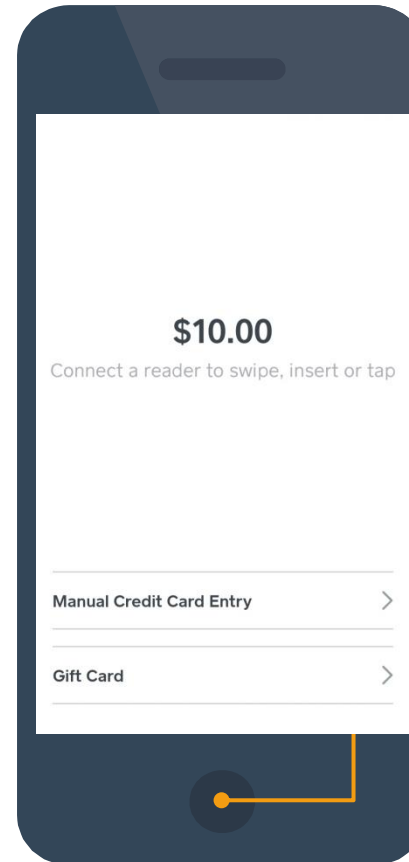 $10.00
Connect a reader to swipe, insert or tap
Manual Credit Card Entry
Gift Card